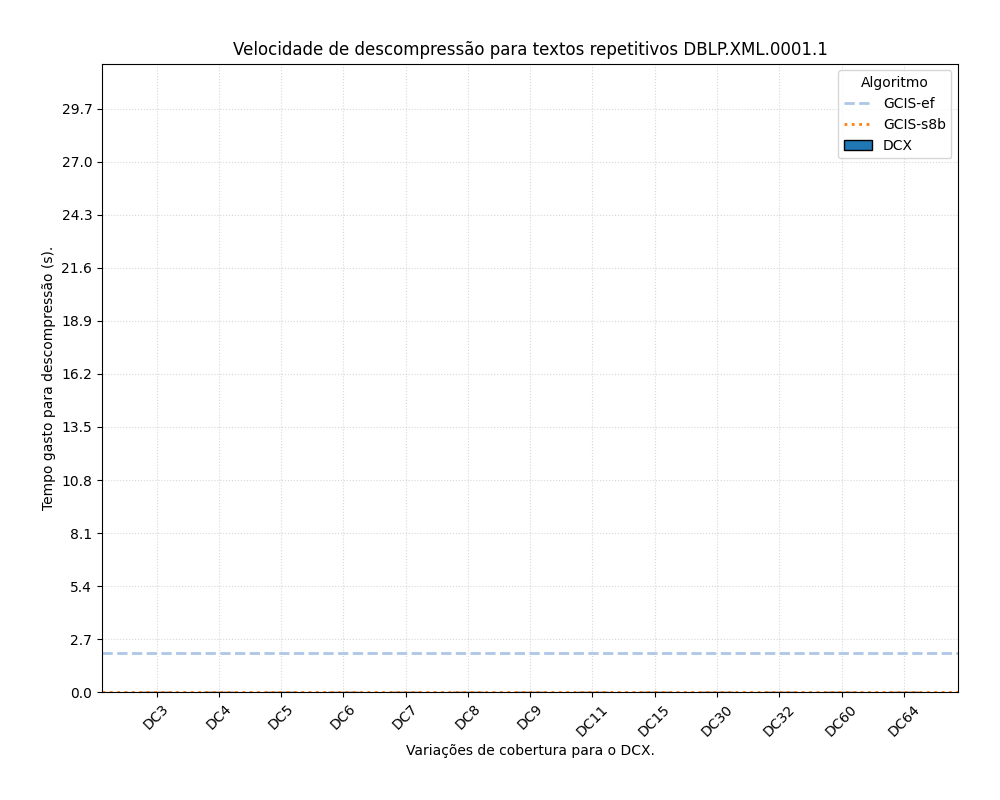 Velocidade de descompressão para textos repetitivos DBLP.XML.0001.1
Algoritmo
GCIS-ef
GCIS-s8b
DCX
Tempo gasto para descompressão (s).
29.7
27.0
24.3
21.6
18.9
16.2
13.5
10.8
8.1
5.4
2.7
0.0
DC3
DC4
DC5
DC6
DC7
DC8
DC9
DC11
DC15
DC30
DC32
DC60
DC64
Variações de cobertura para o DCX.